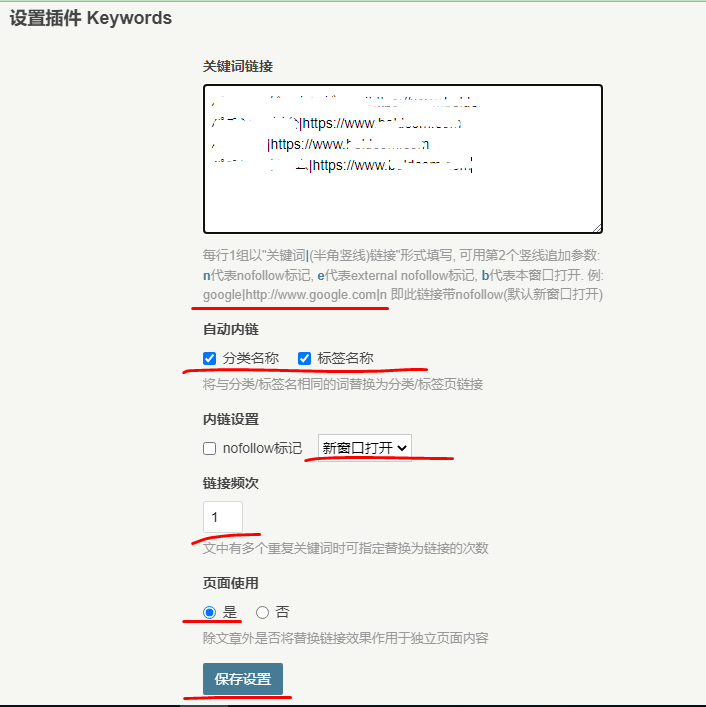 设置插件 Keywords
关键词链接
|https://www.
|https://www.
|https://www.
每行1组以"关键词|(半角竖线)链接"形式填写, 可用第2个竖线追加参数:
n代表nofollow标记, e代表external nofollow标记, b代表本窗口打开. 例:
google|http://www.google.com|n 即此链接带nofollow(默认新窗口打开)
自动内链
分类名称 标签名称
将与分类/标签名相同的词替换为分类/标签页链接
内链设置
nofollow标记 新窗口打开
链接频次
1
文中有多个重复关键词时可指定替换为链接的次数
页面使用
是 否
除文章外是否将替换链接效果作用于独立页面内容
保存设置